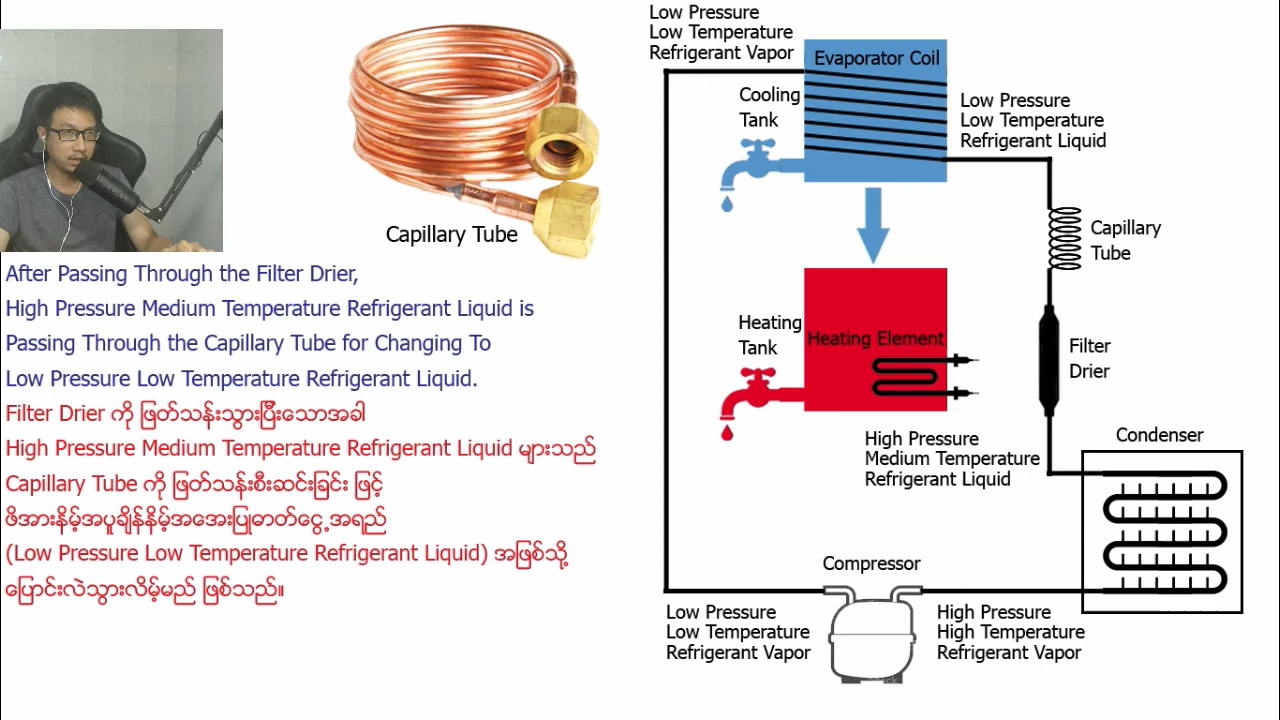 Capillary Tube
After Passing Through the Filter Drier,
High Pressure Medium Temperature Refrigerant Liquid is
Passing Through the Capillary Tube for Changing To
Low Pressure Low Temperature Refrigerant Liquid.
Filter Drier ကို ဖြတ်သန်းသွားပြီးသောအခါ
High Pressure Medium Temperature Refrigerant Liquid များသည်
Capillary Tube ကို ဖြတ်သန်းစီးဆင်းခြင်း ဖြင့်
ဖိအားနိမ့်အပူချိန်နိမ့်အအေးပြုဓာတ်ငွေ့အရည်
(Low Pressure Low Temperature Refrigerant Liquid) အဖြစ်သို့
ပြောင်းလဲသွားလိမ့်မည် ဖြစ်သည်။
Low Pressure
Low Temperature
Refrigerant Vapor
Evaporator Coil
Cooling
Tank
Low Pressure
Low Temperature
Refrigerant Liquid
Capillary
Tube
Heating
Tank
Heating Element
Filter
Drier
High Pressure
Medium Temperature
Refrigerant Liquid
Condenser
Compressor
Low Pressure
Low Temperature
Refrigerant Vapor
High Pressure
High Temperature
Refrigerant Vapor